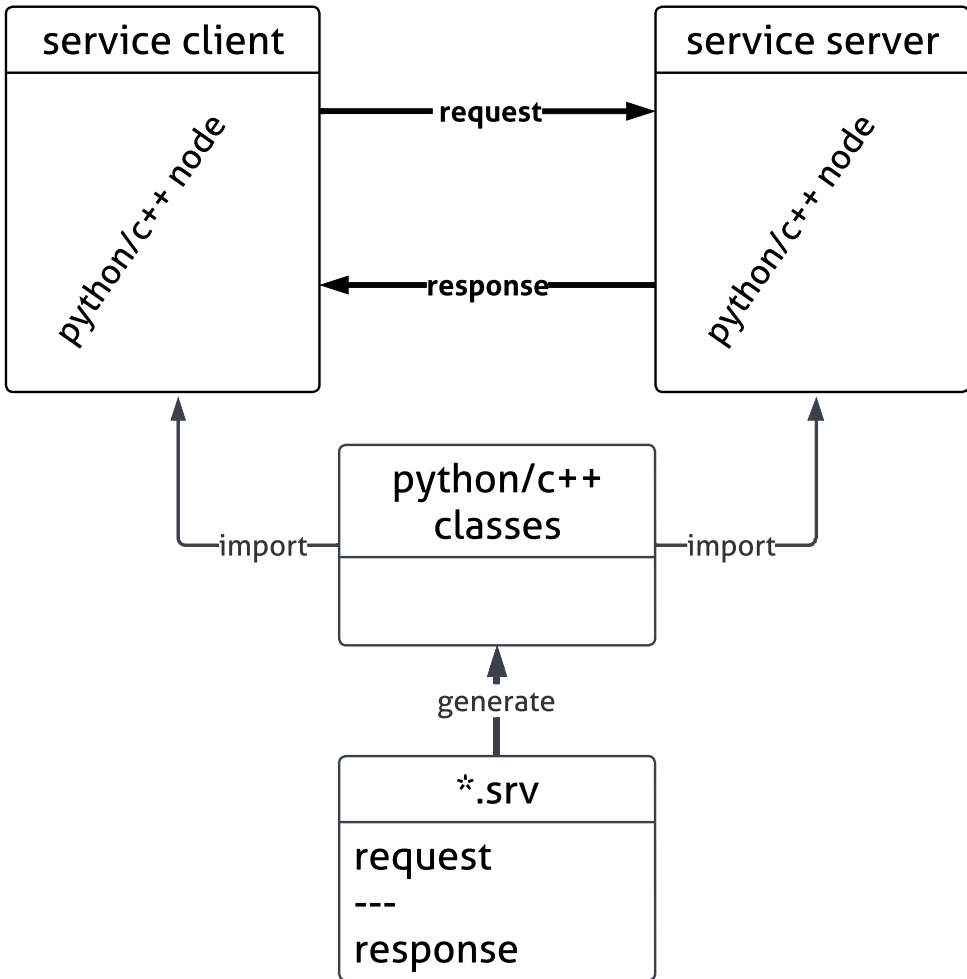 service client
service server
request
python/c++ node
python/c++ node
response
python/c++
classes
import
import
generate
*.srv
request
---
response